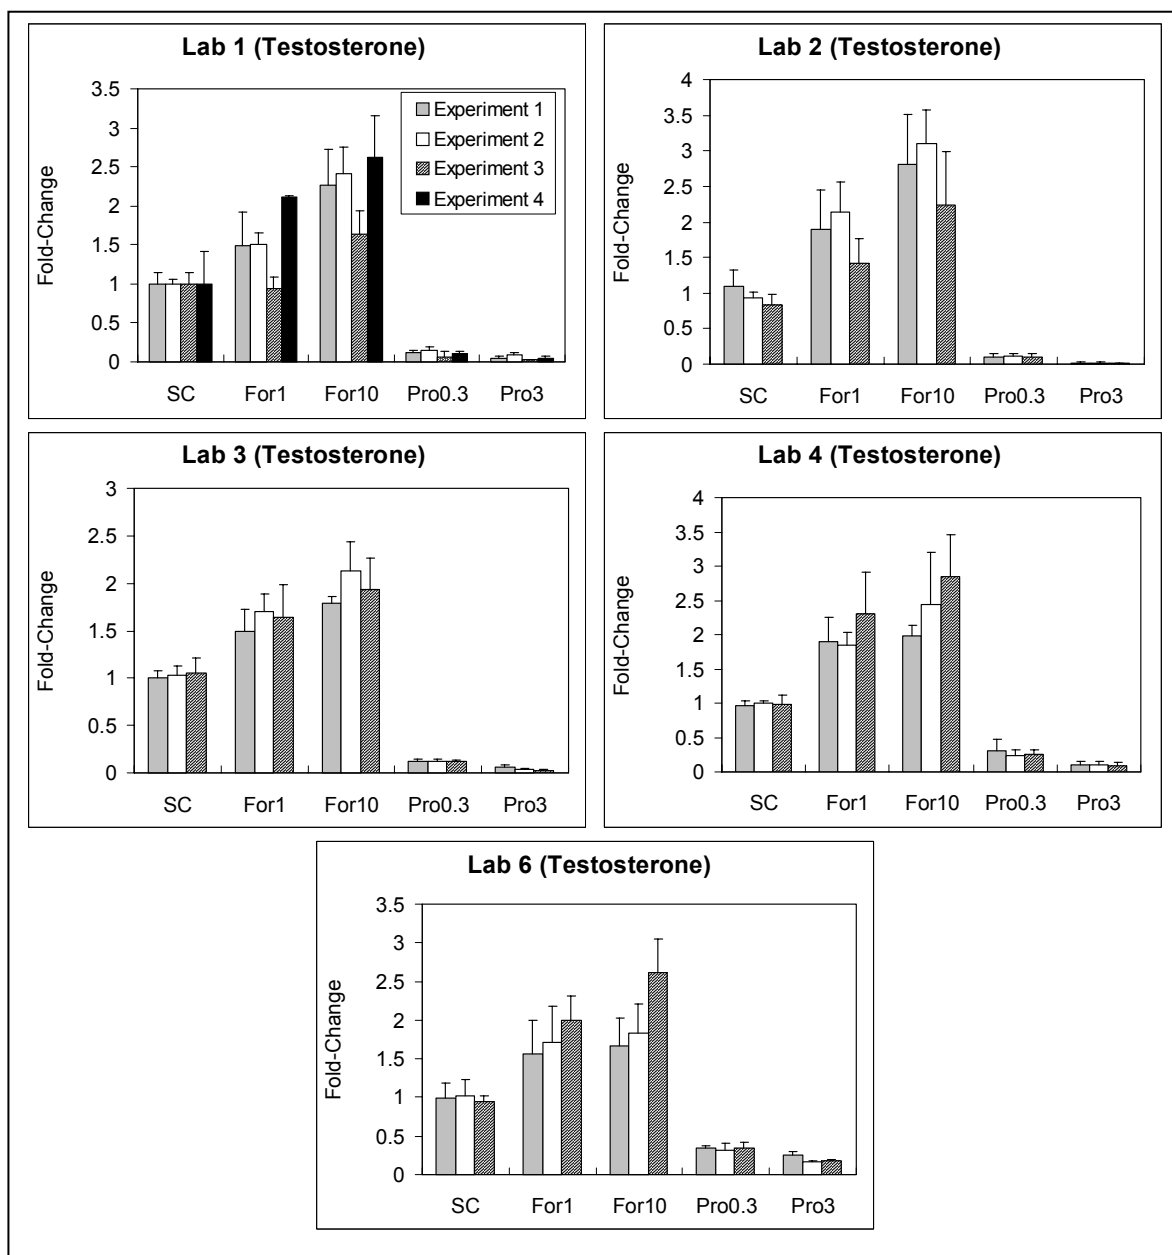 Lab 1 (Testosterone)
Fold-Change
3.5
3
2.5
2
1.5
1
0.5
0
Experiment 1
Experiment 2
Experiment 3
Experiment 4
SC For1 For10 Pro0.3 Pro3
Lab 2 (Testosterone)
Fold-Change
4
3.5
3
2.5
2
1.5
1
0.5
0
SC For1 For10 Pro0.3 Pro3
Lab 3 (Testosterone)
Fold-Change
3
2.5
2
1.5
1
0.5
0
SC For1 For10 Pro0.3 Pro3
Lab 4 (Testosterone)
Fold-Change
4
3.5
3
2.5
2
1.5
1
0.5
0
SC For1 For10 Pro0.3 Pro3
Lab 6 (Testosterone)
Fold-Change
3.5
3
2.5
2
1.5
1
0.5
0
SC For1 For10 Pro0.3 Pro3